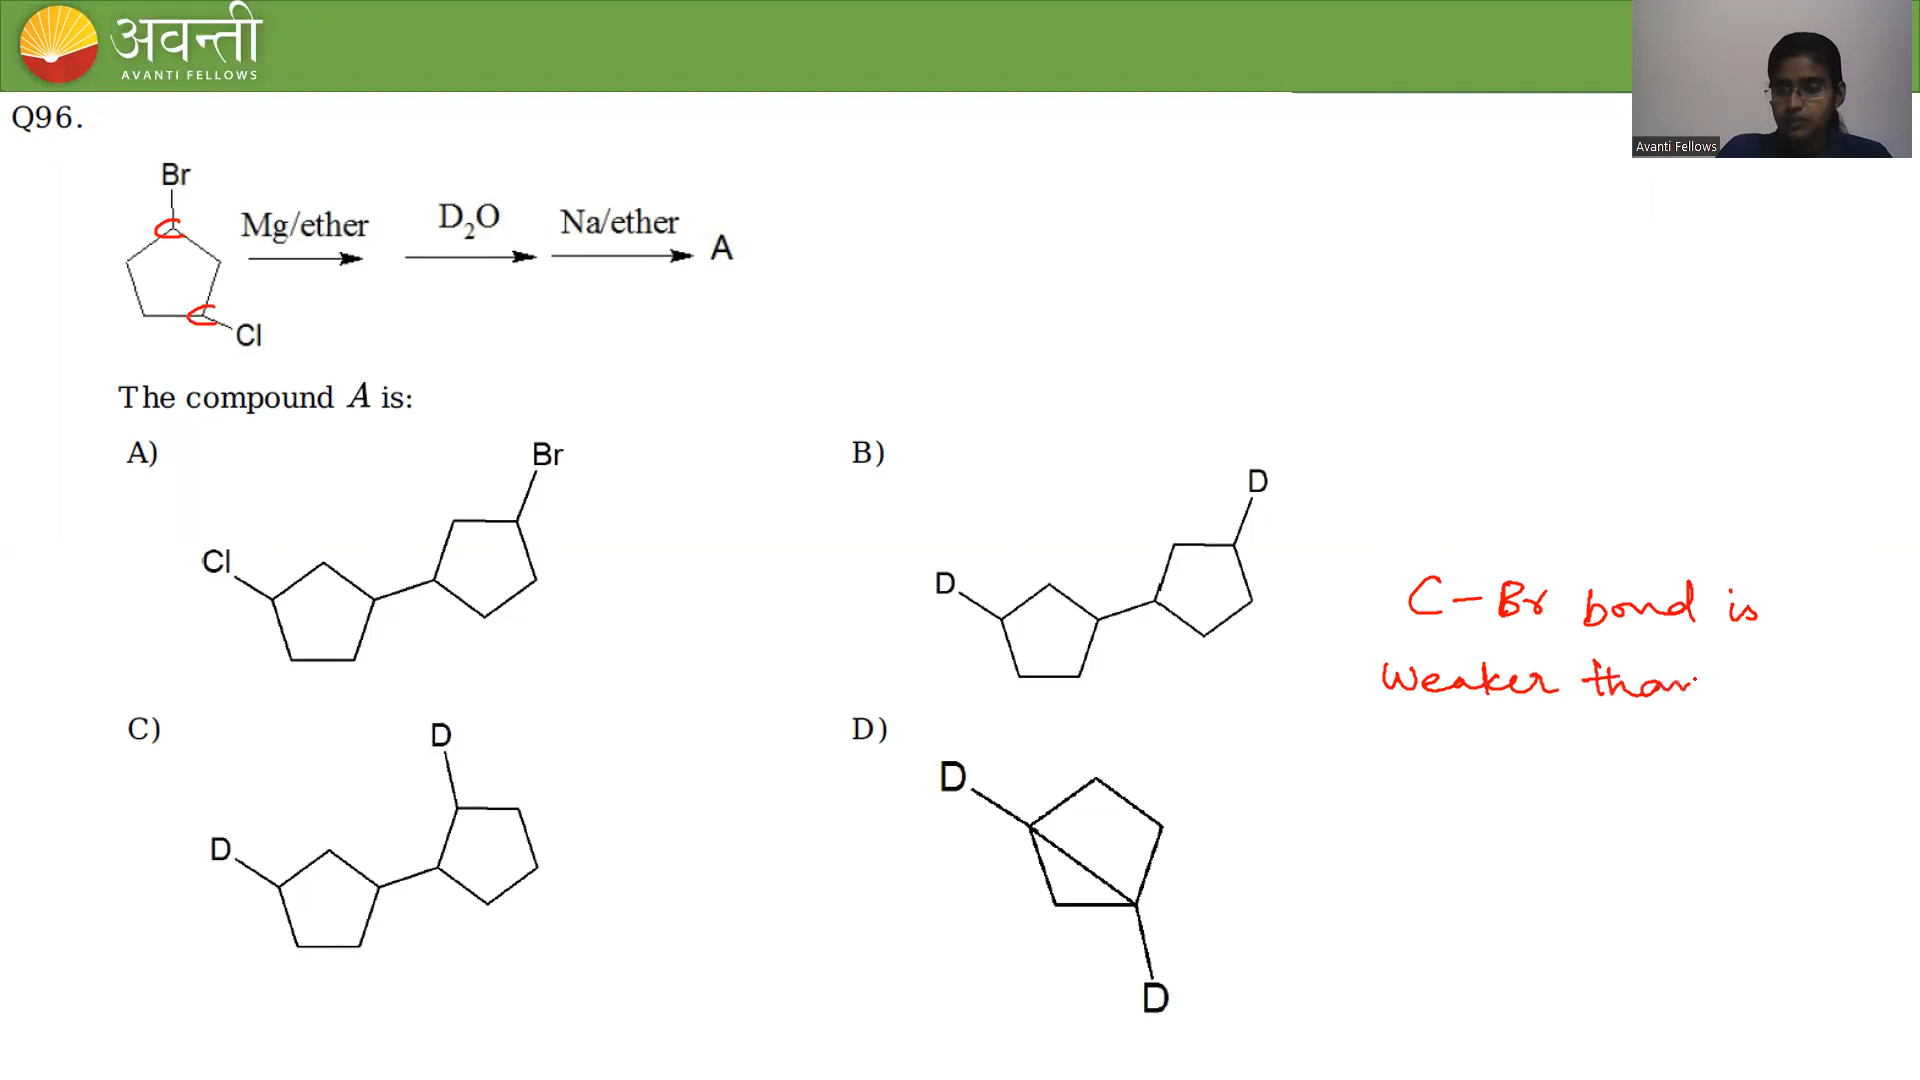 अवन्ती
AVANTI FELLOWS
Avanti Fellows
Q96.
Br
Mg/ether
D2O
Na/ether
A
Cl
The compound A is:
A)
Br
Cl
B)
D
D
C – Br bond is
weaker than
C)
D
D
D)
D
D